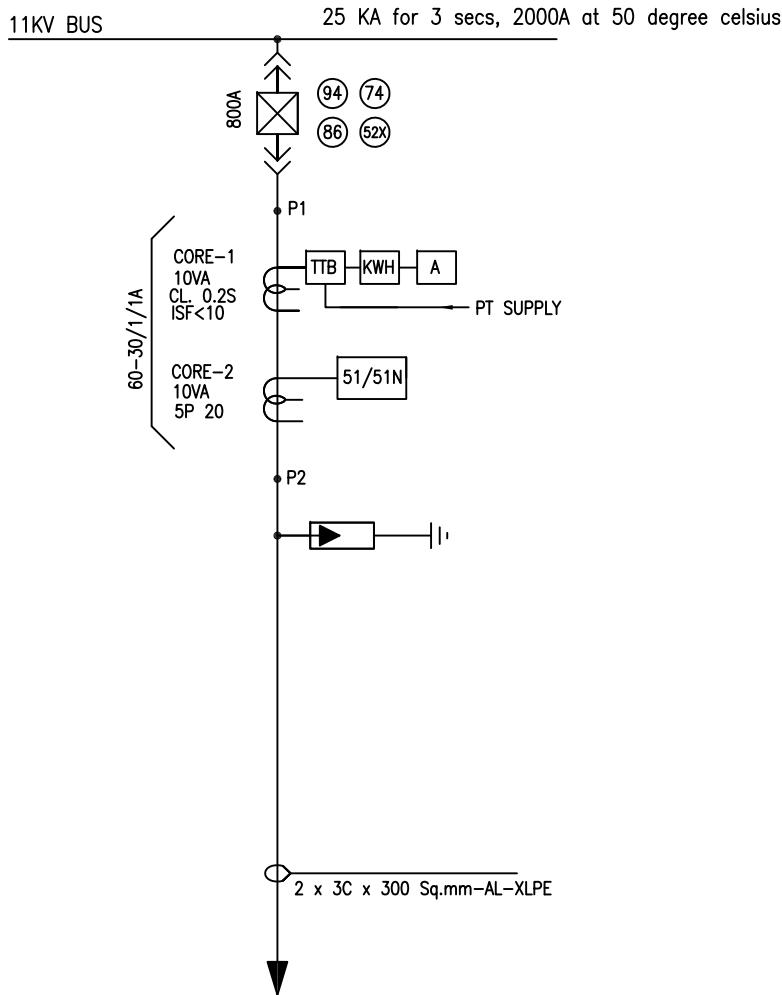 11KV BUS
25 KA for 3 secs, 2000A at 50 degree celsius
800A
94
74
86
52X
P1
60-30/1/1A
CORE-1
10VA
CL. 0.2S
ISF<10
TTB
KWH
A
PT SUPPLY
CORE-2
10VA
5P 20
51/51N
P2
2 x 3C x 300 Sq.mm-AL-XLPE